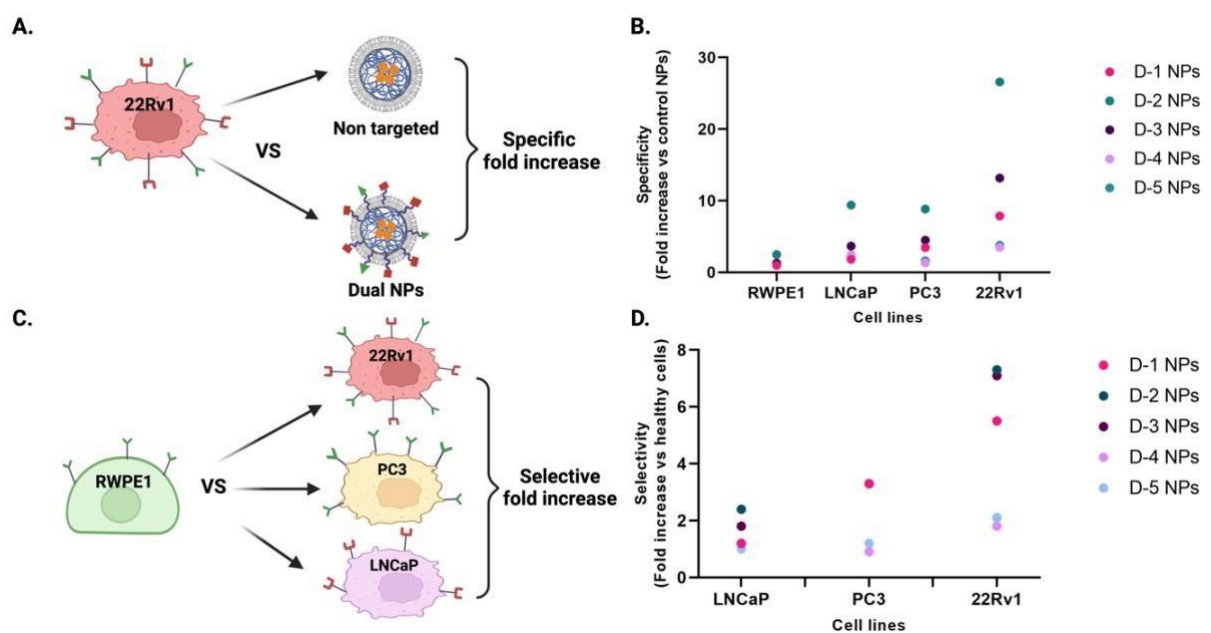 A.
22Rv1
VS
Non targeted
Dual NPs
Specific
fold increase
B.
Specificity
(Fold increase vs control NPs)
30
20
10
0
RWPE1 LNCaP PC3 22Rv1
Cell lines
D-1 NPs
D-2 NPs
D-3 NPs
D-4 NPs
D-5 NPs
C.
RWPE1
VS
22Rv1
PC3
LNCaP
Selective
fold increase
D.
Selectivity
(Fold increase vs healthy cells)
8
6
4
2
0
LNCaP PC3 22Rv1
Cell lines
D-1 NPs
D-2 NPs
D-3 NPs
D-4 NPs
D-5 NPs